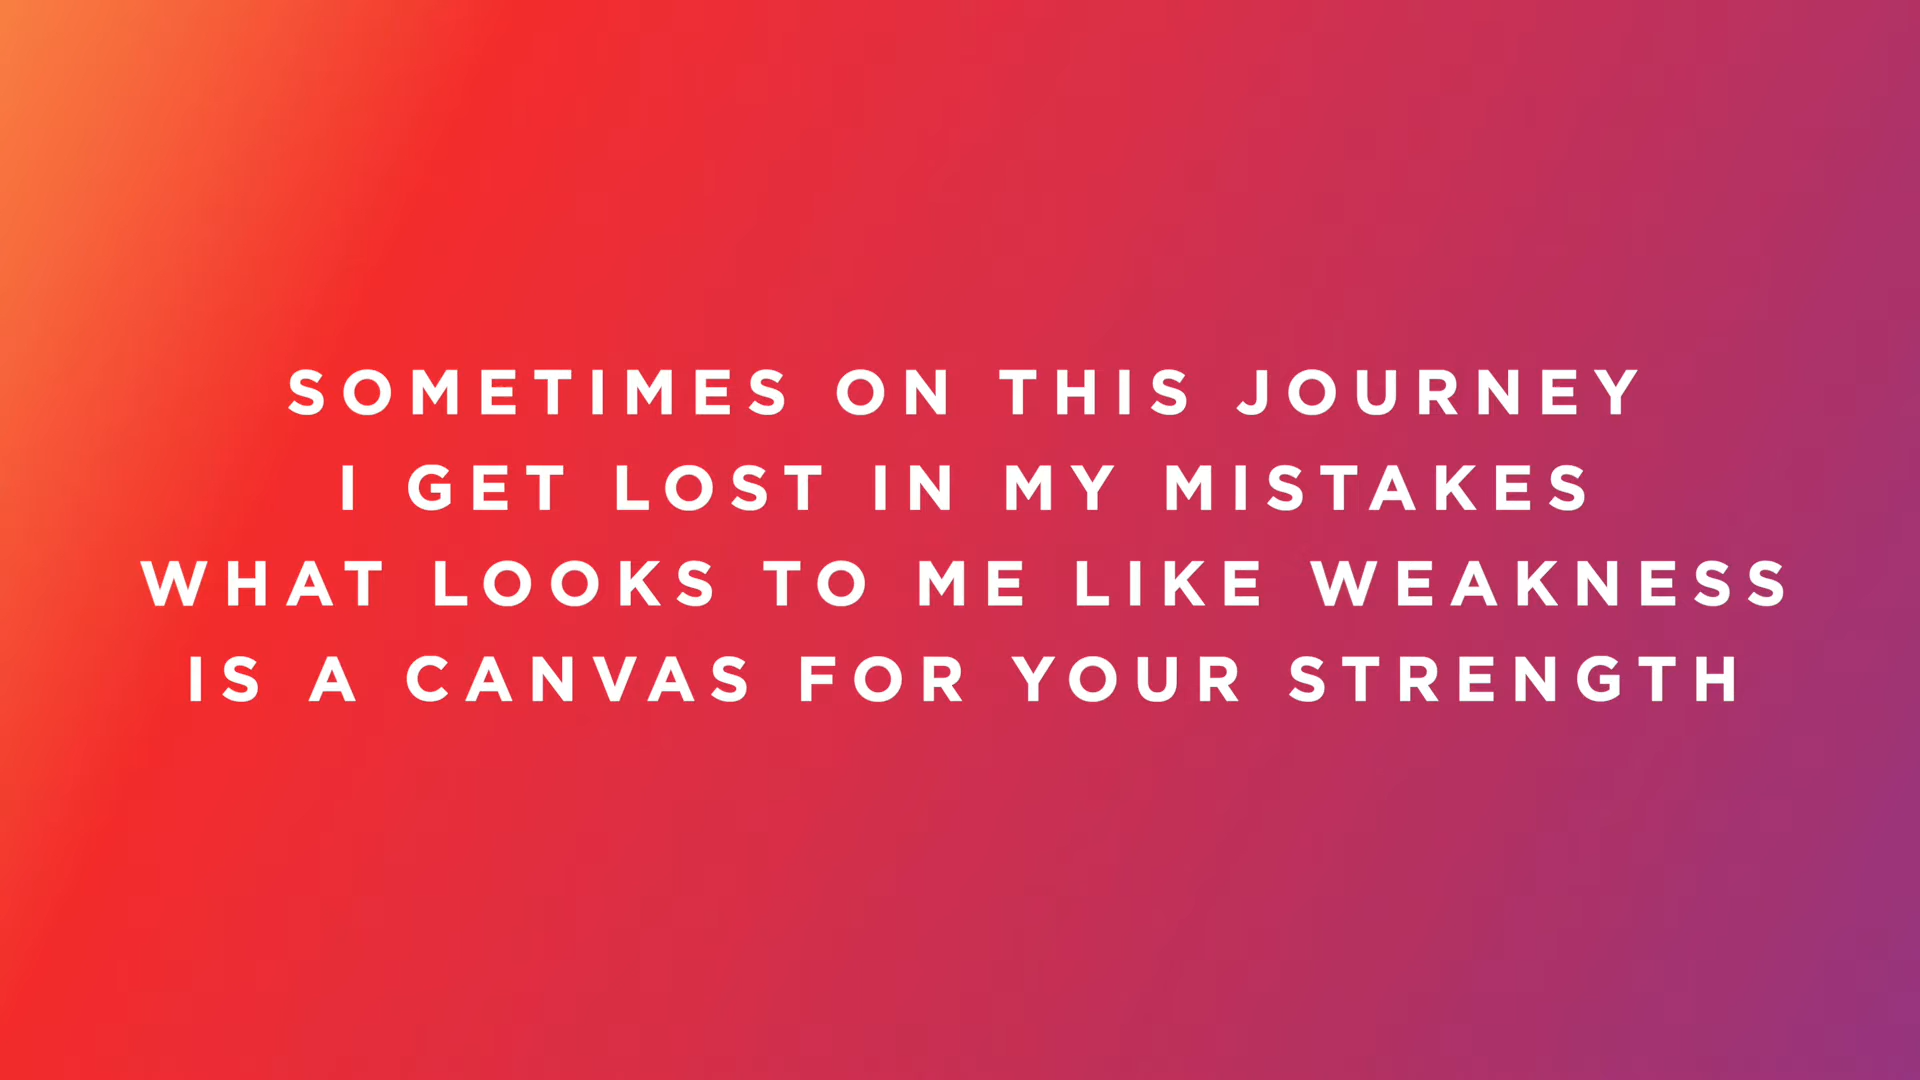 SOMETIMES ON THIS JOURNEY
I GET LOST IN MY MISTAKES
WHAT LOOKS TO ME LIKE WEAKNESS
IS A CANVAS FOR YOUR STRENGTH